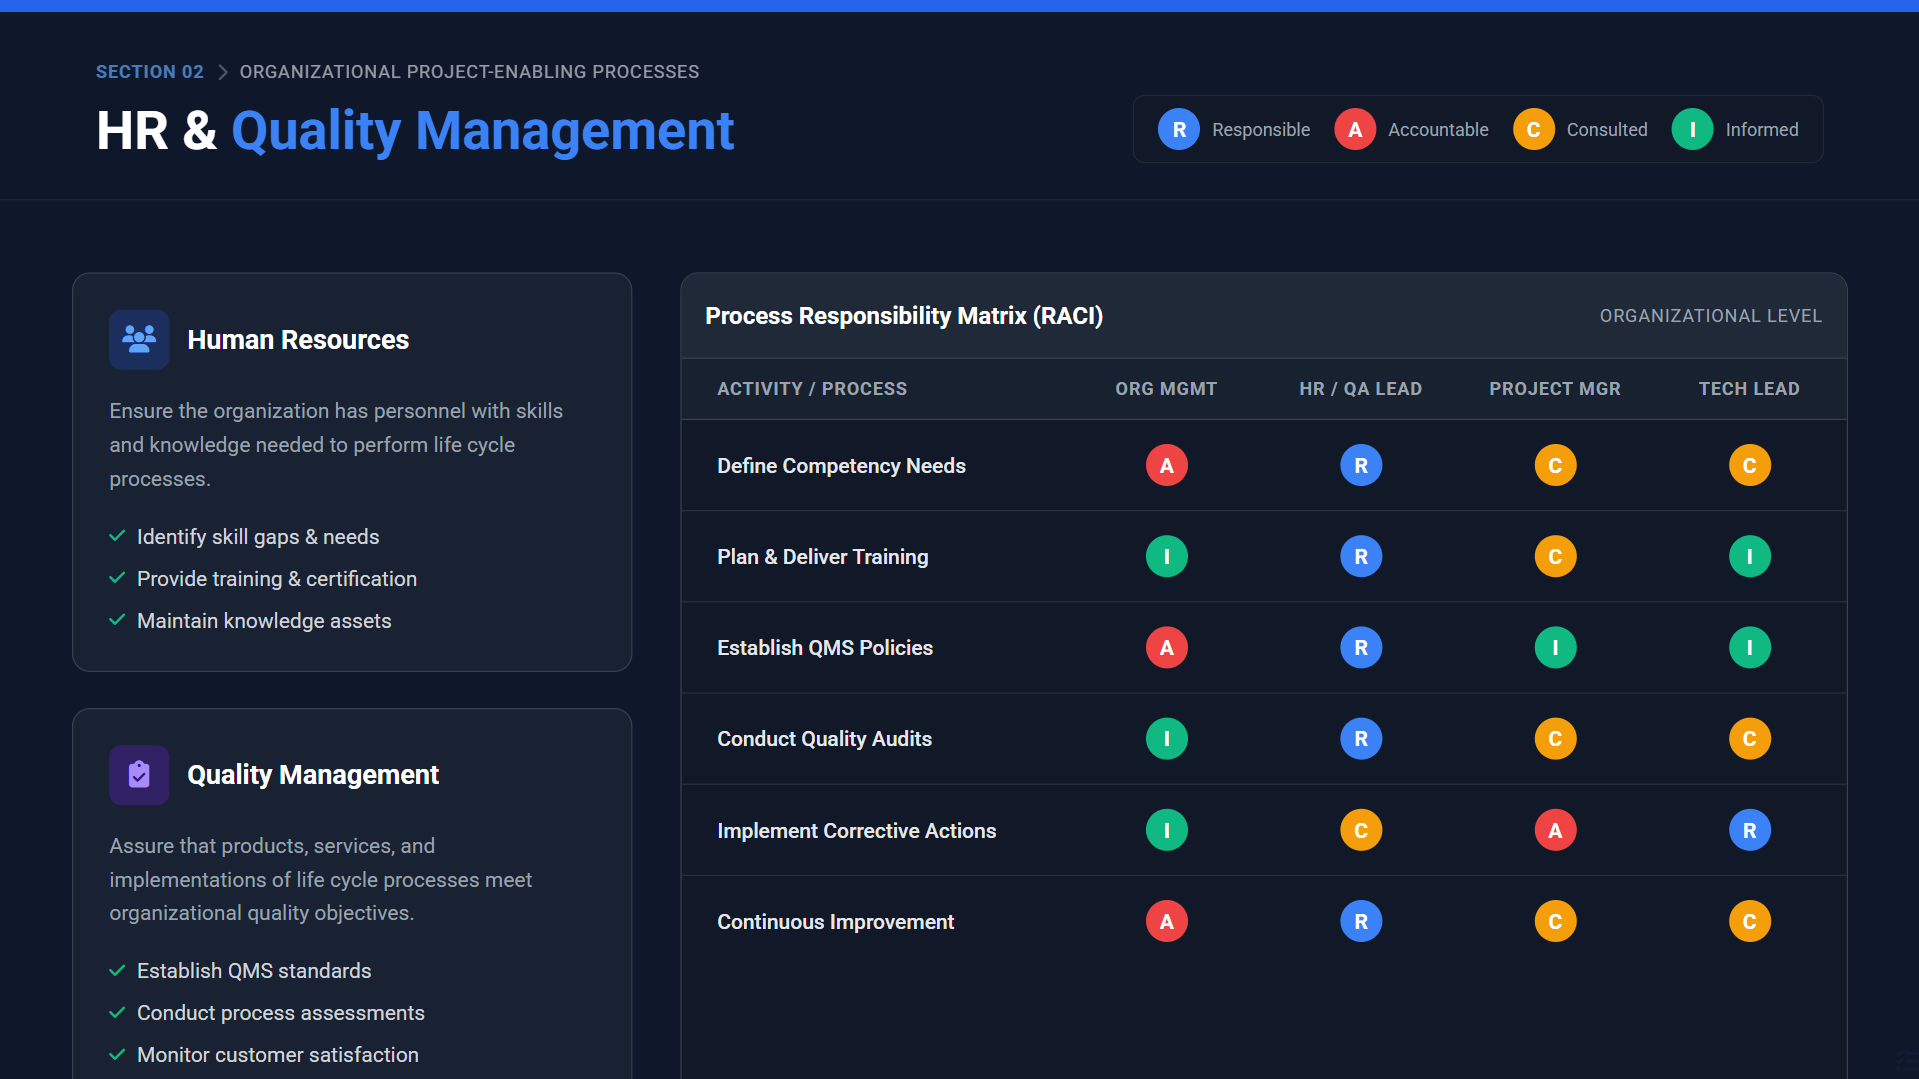 SECTION 02 > ORGANIZATIONAL PROJECT-ENABLING PROCESSES
HR & Quality Management
R Responsible A Accountable C Consulted I Informed
Human Resources
Ensure the organization has personnel with skills
and knowledge needed to perform life cycle
processes.
Identify skill gaps & needs
Provide training & certification
Maintain knowledge assets
Quality Management
Assure that products, services, and
implementations of life cycle processes meet
organizational quality objectives.
Establish QMS standards
Conduct process assessments
Monitor customer satisfaction
Process Responsibility Matrix (RACI) ORGANIZATIONAL LEVEL
ACTIVITY / PROCESS ORG MGMT HR / QA LEAD PROJECT MGR TECH LEAD
Define Competency Needs A R C C
Plan & Deliver Training I R C I
Establish QMS Policies A R I I
Conduct Quality Audits I R C C
Implement Corrective Actions I C A R
Continuous Improvement A R C C